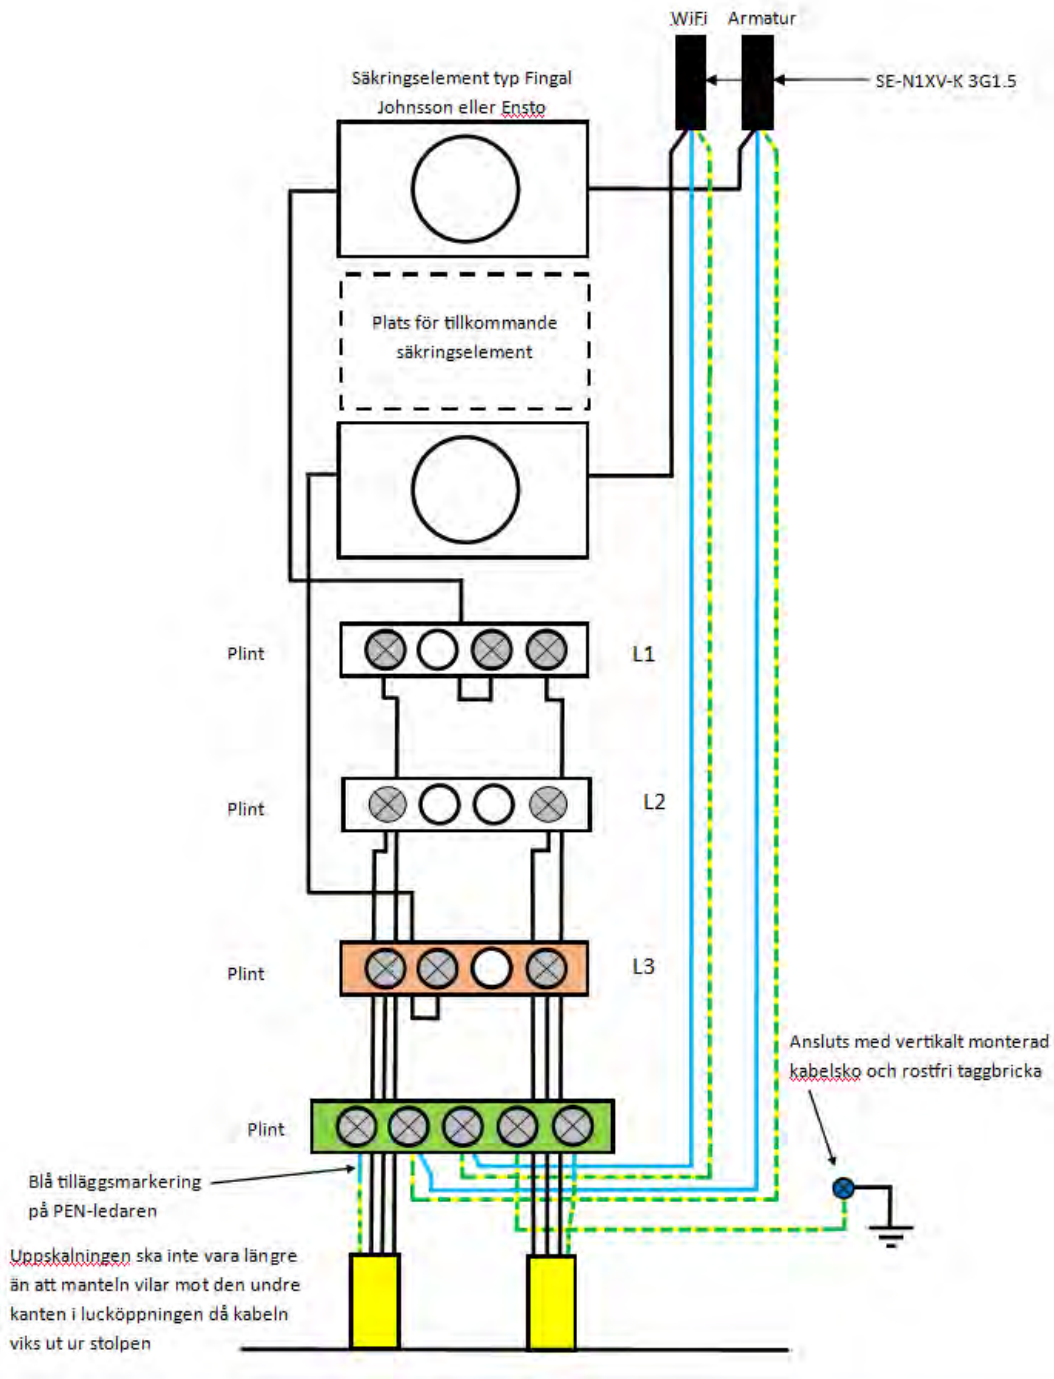 WiFi Armatur
Säkringselement typ Fingal
Johnsson eller Ensto
SE-N1XV-K 3G1.5
Plats för tillkommande
säkringselement
Plint
L1
Plint
L2
Plint
L3
Ansluts med vertikalt monterad
kabelsko och rostfri taggbricka
Plint
Blå tilläggsmarkering
på PEN-ledaren
Uppskalningen ska inte vara längre
än att manteln vilar mot den undre
kanten i lucköppningen då kabeln
viks ut ur stolpen